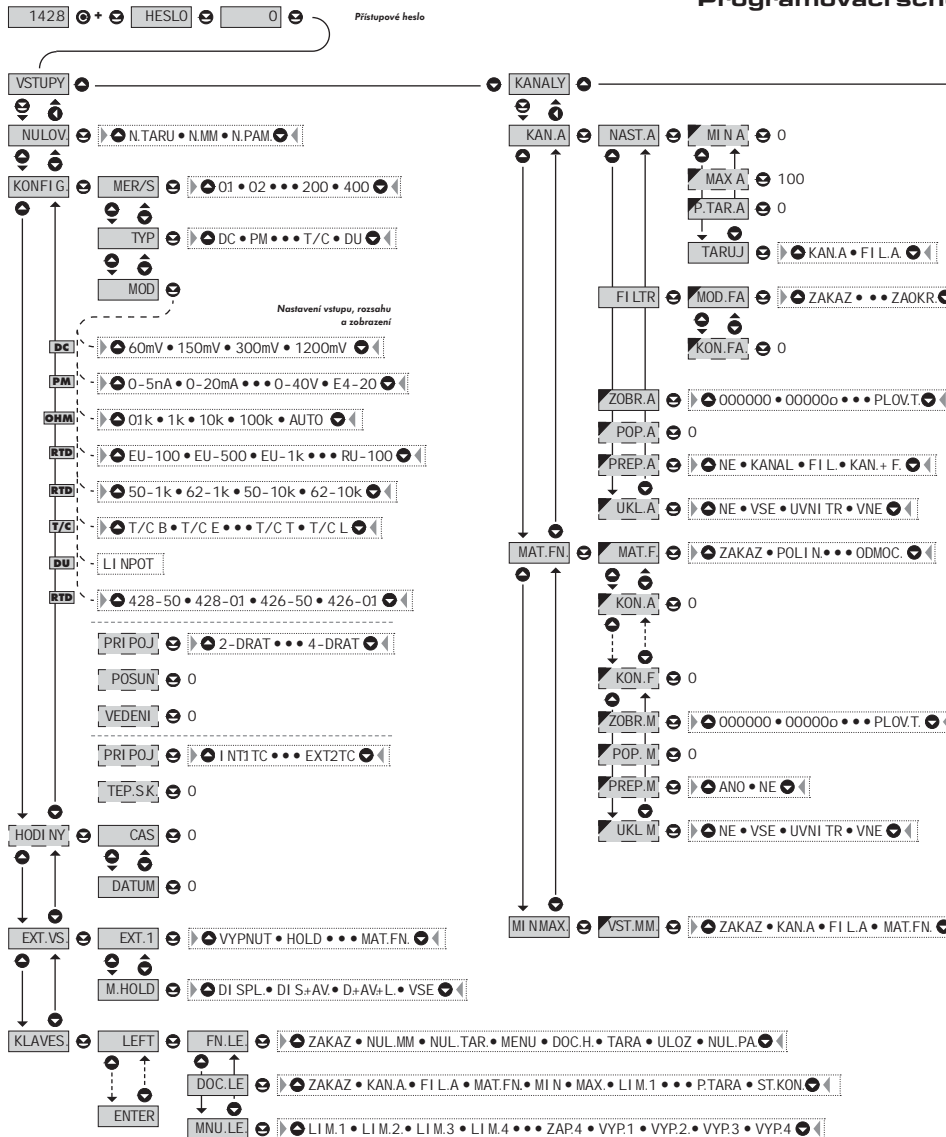 Programovací sché
1428 + HESLO 0 Přístupové heslo
VSTUPY KANALY
NULOV. N.TARU • N.MM • N.PAM. KAN.A NAST.A MIN A 0
MAX A 100
KONFIG. MER/S 01 • 02 • • • 200 • 400
P.TAR.A 0
TYP DC • PM • • • T/C • DU
TARUJ KAN.A • FIL.A.
MOD
FILTR MOD.FA ZAKAZ • • • ZAOKR.
Nastavení vstupu, rozsahu
a zobrazení
DC 60mV • 150mV • 300mV • 1200mV
KON.FA 0
PM 0-5nA • 0-20mA • • • 0-40V • E4-20
ZOBR.A 000000 • 00000o • • • PLOV.T.
OHM 01k • 1k • 10k • 100k • AUTO
POP.A 0
RTD EU-100 • EU-500 • EU-1k • • • RU-100
PREP.A NE • KANAL • FIL. • KAN.+ F.
RTD 50-1k • 62-1k • 50-10k • 62-10k
UKL.A NE • VSE • UVNITR • VNE
T/C T/C B • T/C E • • • T/C T • T/C L
MAT.FN. MAT.F. ZAKAZ • POLIN. • • • ODMOC.
DU LINPOT
RTD 428-50 • 428-01 • 426-50 • 426-01
KON.A 0
PRIPOJ 2-DRAT • • • 4-DRAT
POSUN 0
KON.F 0
VEDENI 0
ZOBR.M 000000 • 00000o • • • PLOV.T.
PRIPOJ INT1TC • • • EXT2TC
POP. M 0
TEP.S.K. 0
PREP.M ANO • NE
HODINY CAS 0
UKL M NE • VSE • UVNITR • VNE
DATUM 0
EXT.VS. EXT.1 VYPNUT • HOLD • • • MAT.FN.
MINMAX. VST.MM. ZAKAZ • KAN.A • FIL.A • MAT.FN.
M.HOLD DISPL. • DIS+AV. • D.+AV+L. • VSE
KLAVES. LEFT FN.LE. ZAKAZ • NUL.MM • NUL.TAR. • MENU • DOC.H. • TARA • ULOZ • NUL.PA.
DOC.LE ZAKAZ • KAN.A. • FIL.A • MAT.FN. • MIN • MAX. • LIM.1 • • • P.TARA • ST.KON.
ENTER
MNU.LE. LIM.1 • LIM.2. • LIM.3 • LIM.4 • • • ZAP.4 • VYP.1 • VYP.2. • VYP.3 • VYP.4